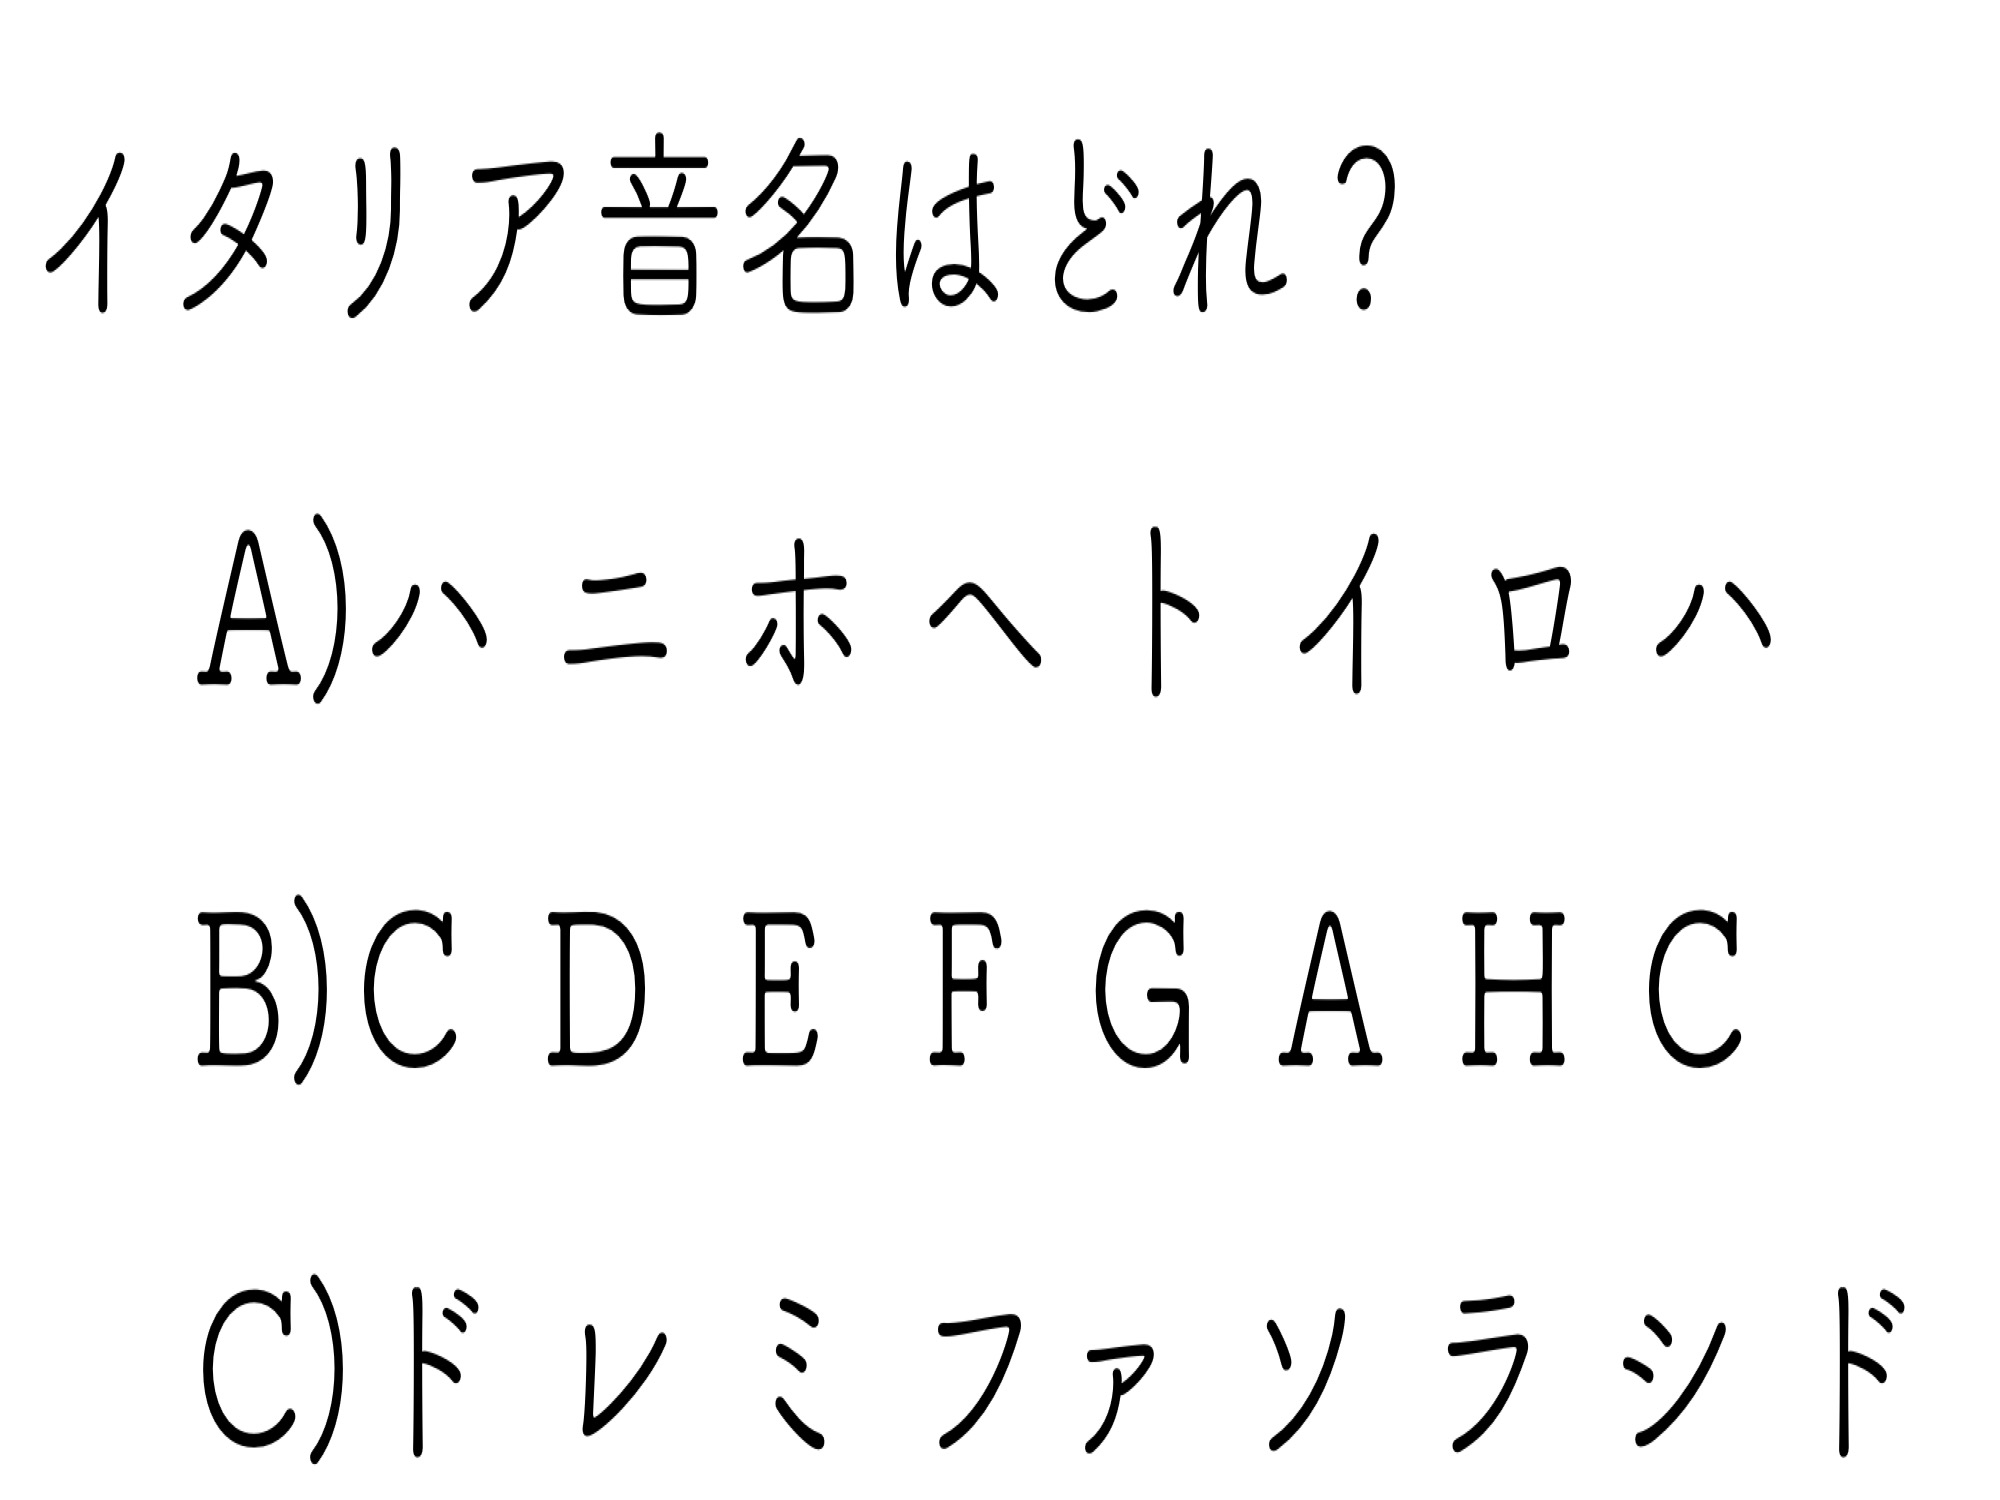 イタリア音名はどれ？
A)ハ ニ ホ ヘ ト イ ロ ハ
B)C D E F G A H C
C)ド レ ミ ファ ソ ラ シ ド